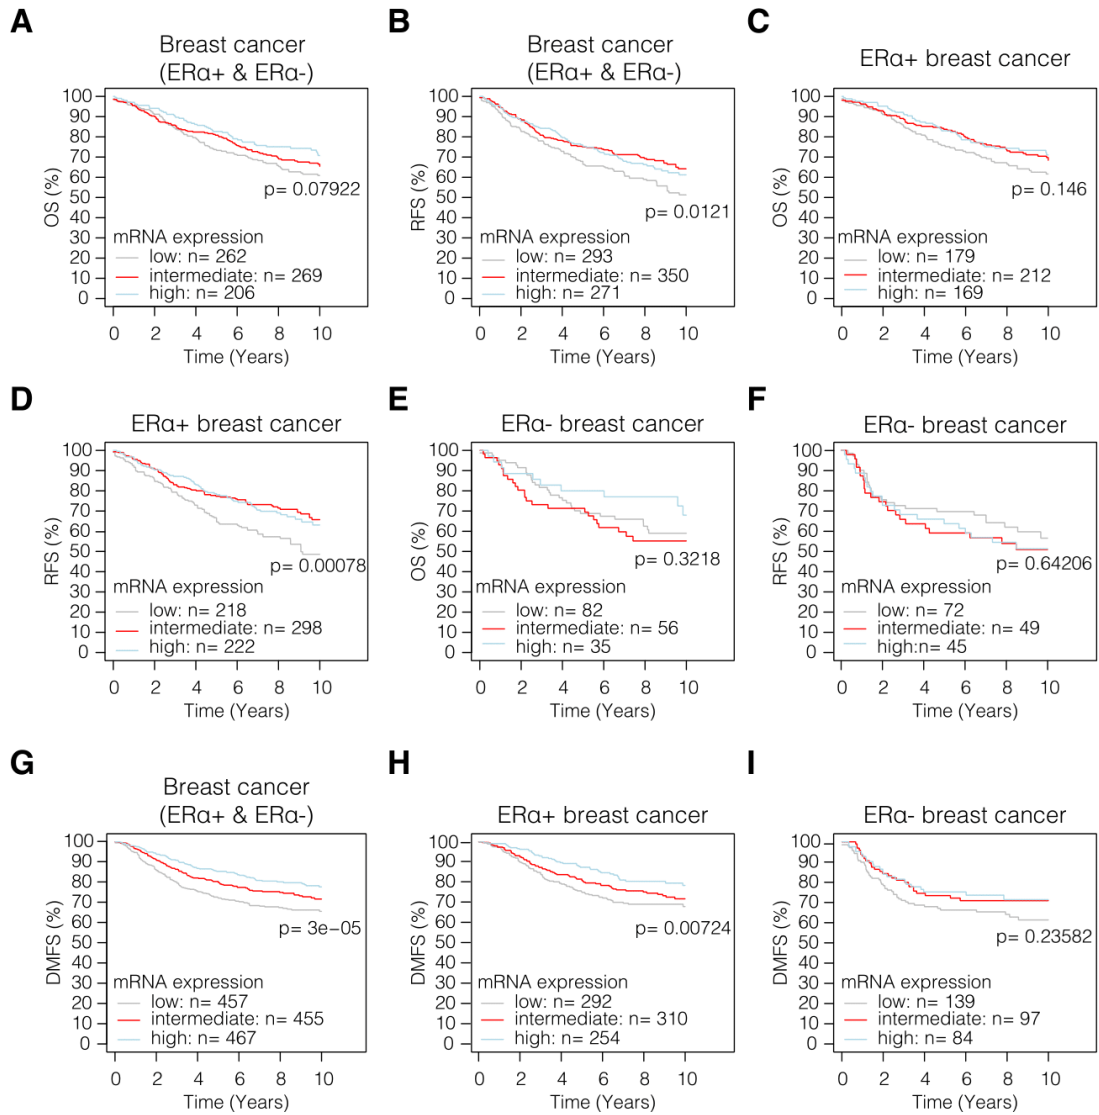 A
Breast cancer
(ERα+ & ERα-)
OS (%)
100
90
80
70
60
50
40
30
20
10
0
p= 0.07922
mRNA expression
low: n= 262
intermediate: n= 269
high: n= 206
0 2 4 6 8 10
Time (Years)
B
Breast cancer
(ERα+ & ERα-)
RFS (%)
100
90
80
70
60
50
40
30
20
10
0
p= 0.0121
mRNA expression
low: n= 293
intermediate: n= 350
high: n= 271
0 2 4 6 8 10
Time (Years)
C
ERα+ breast cancer
OS (%)
100
90
80
70
60
50
40
30
20
10
0
p= 0.146
mRNA expression
low: n= 179
intermediate: n= 212
high: n= 169
0 2 4 6 8 10
Time (Years)
D
ERα+ breast cancer
RFS (%)
100
90
80
70
60
50
40
30
20
10
0
p= 0.00078
mRNA expression
low: n= 218
intermediate: n= 298
high: n= 222
0 2 4 6 8 10
Time (Years)
E
ERα- breast cancer
OS (%)
100
90
80
70
60
50
40
30
20
10
0
p= 0.3218
mRNA expression
low: n= 82
intermediate: n= 56
high: n= 35
0 2 4 6 8 10
Time (Years)
F
ERα- breast cancer
RFS (%)
100
90
80
70
60
50
40
30
20
10
0
p= 0.64206
mRNA expression
low: n= 72
intermediate: n= 49
high:n= 45
0 2 4 6 8 10
Time (Years)
G
Breast cancer
(ERα+ & ERα-)
DMFS (%)
100
90
80
70
60
50
40
30
20
10
0
p= 3e−05
mRNA expression
low: n= 457
intermediate: n= 455
high: n= 467
0 2 4 6 8 10
Time (Years)
H
ERα+ breast cancer
DMFS (%)
100
90
80
70
60
50
40
30
20
10
0
p= 0.00724
mRNA expression
low: n= 292
intermediate: n= 310
high: n= 254
0 2 4 6 8 10
Time (Years)
I
ERα- breast cancer
DMFS (%)
100
90
80
70
60
50
40
30
20
10
0
p= 0.23582
mRNA expression
low: n= 139
intermediate: n= 97
high: n= 84
0 2 4 6 8 10
Time (Years)